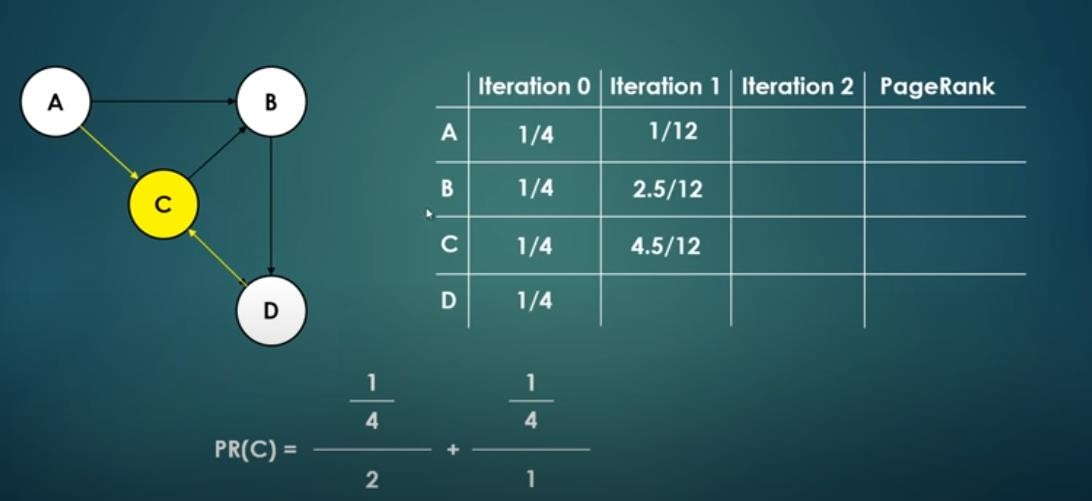 A
B
C
D
Iteration 0 Iteration 1 Iteration 2 PageRank
A 1/4 1/12
B 1/4 2.5/12
C 1/4 4.5/12
D 1/4
1 1
4 4
PR(C) = +
2 1